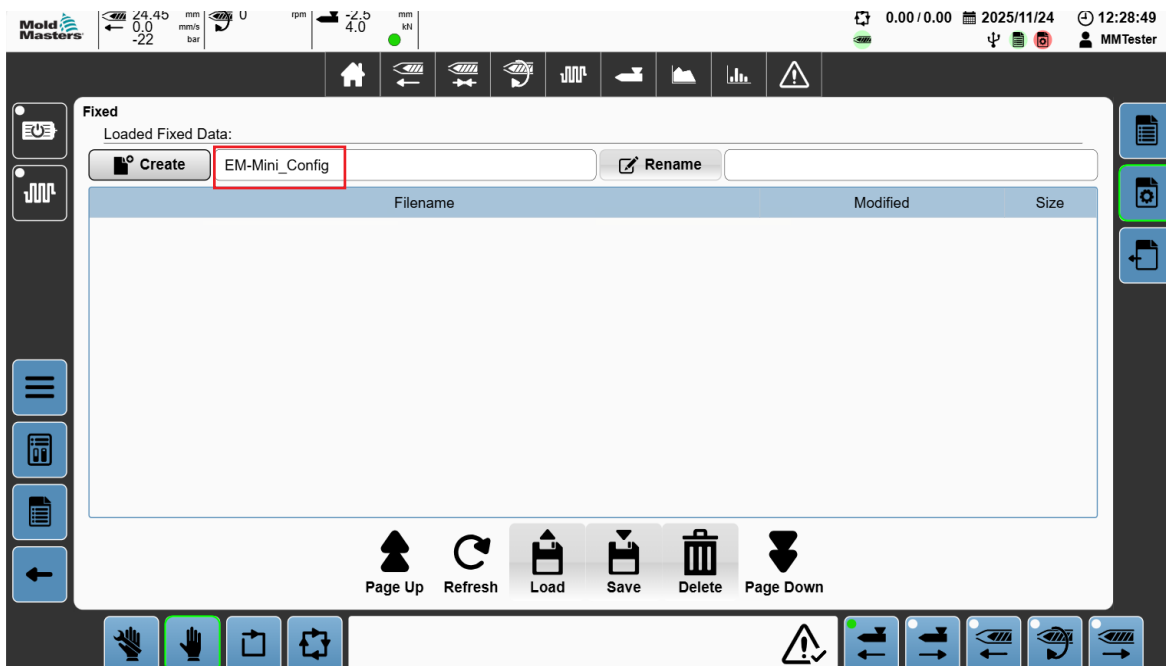 Mold
Masters
24.45 mm
0.0 mm/s
-22 bar
0 rpm
-2.5 mm
4.0 kN
0.00 / 0.00
2025/11/24
12:28:49
MMTester
Fixed
Loaded Fixed Data:
Create
EM-Mini_Config
Rename
Filename Modified Size
Page Up Refresh Load Save Delete Page Down